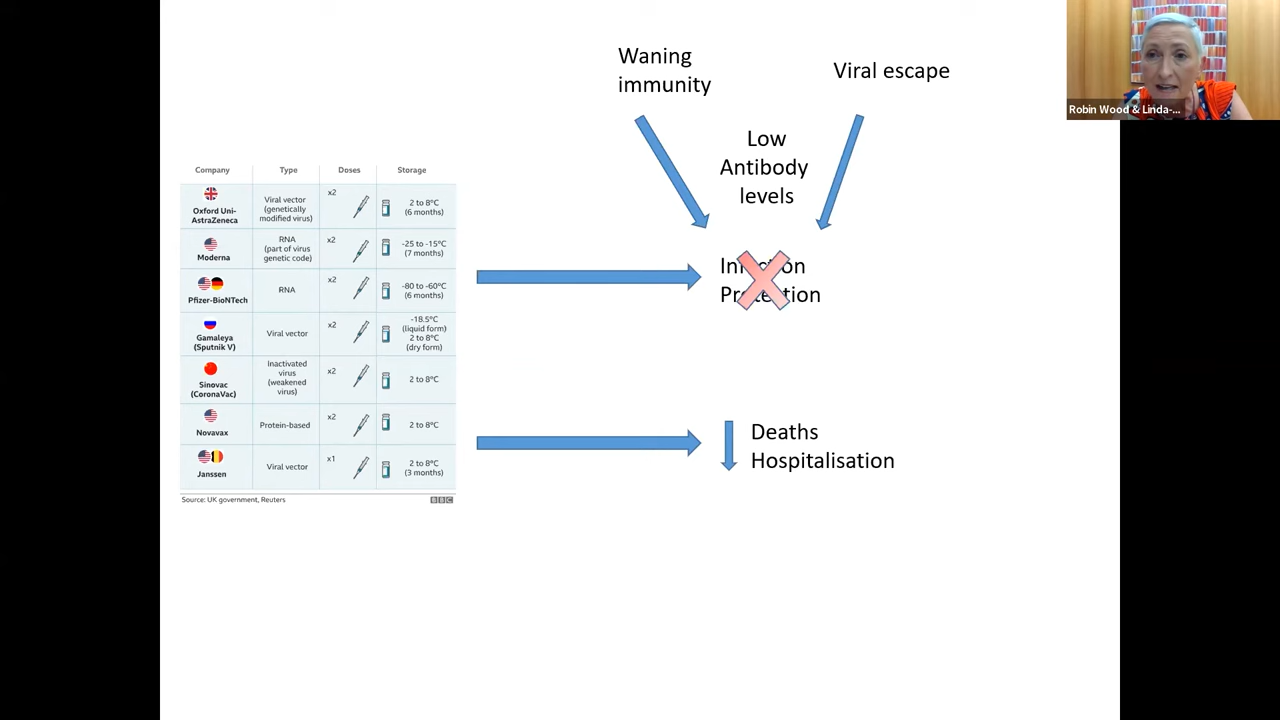 Waning
immunity
Viral escape
Robin Wood & Linda-...
Low
Antibody
levels
Infection
Protection
Deaths
Hospitalisation
Company Type Doses Storage
Oxford Uni-
AstraZeneca
Viral vector
(genetically
modified virus)
x2
2 to 8°C
(6 months)
Moderna
RNA
(part of virus
genetic code)
x2
-25 to -15°C
(7 months)
Pfizer-BioNTech
RNA
x2
-80 to -60°C
(6 months)
Gamaleya
(Sputnik V)
Viral vector
x2
-18.5°C
(liquid form)
2 to 8°C
(dry form)
Sinovac
(CoronaVac)
Inactivated
virus
(weakened
virus)
x2
2 to 8°C
Novavax
Protein-based
x2
2 to 8°C
Janssen
Viral vector
x1
2 to 8°C
(3 months)
Source: UK government, Reuters
BBC